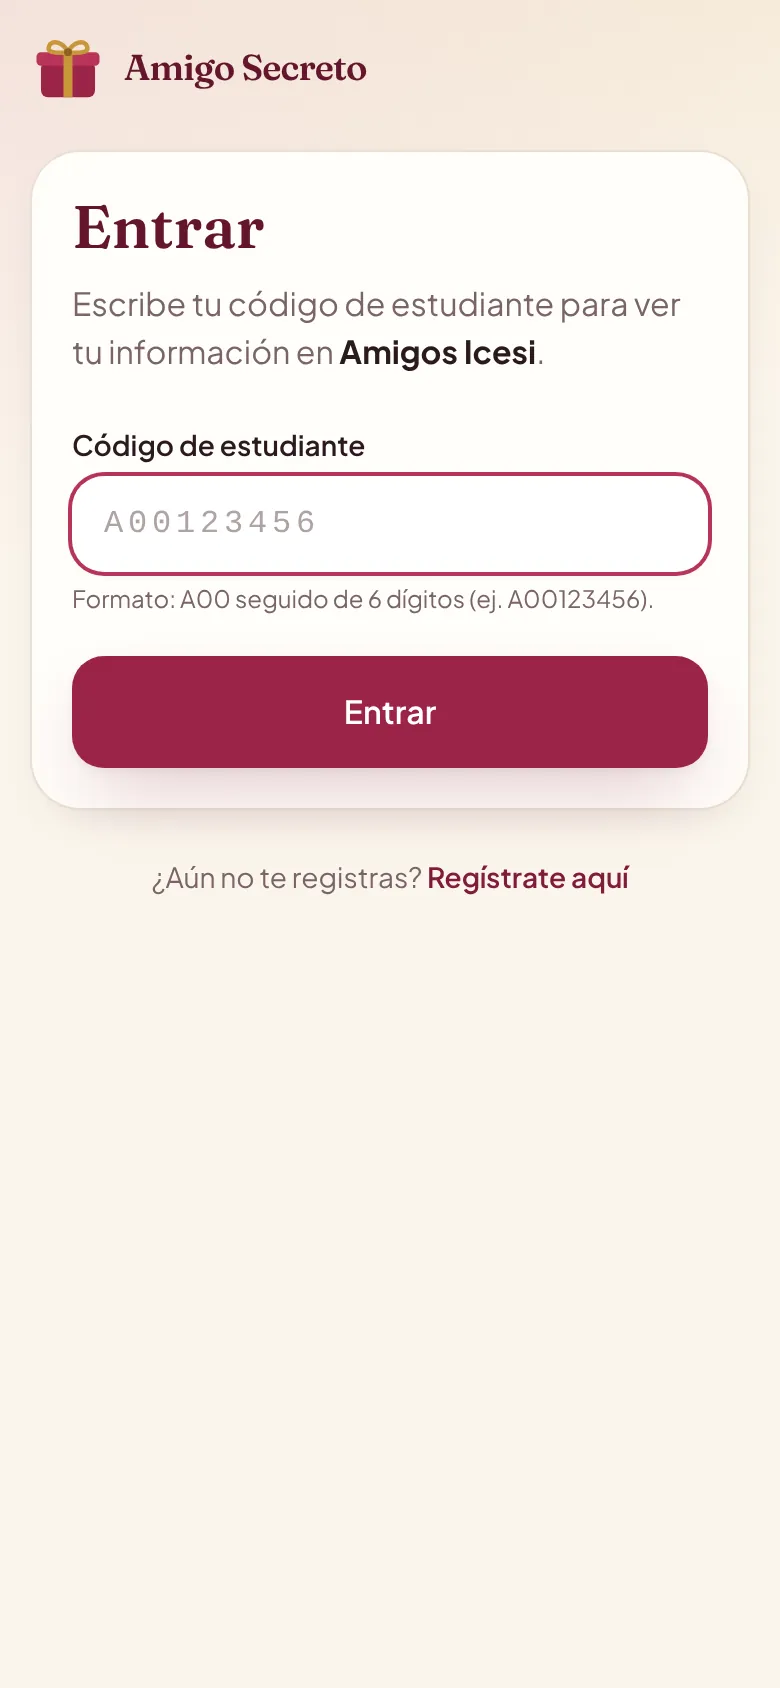 Amigo Secreto
Entrar
Escribe tu código de estudiante para ver
tu información en Amigos Icesi.
Código de estudiante
A00123456
Formato: A00 seguido de 6 dígitos (ej. A00123456).
Entrar
¿Aún no te registras? Regístrate aquí